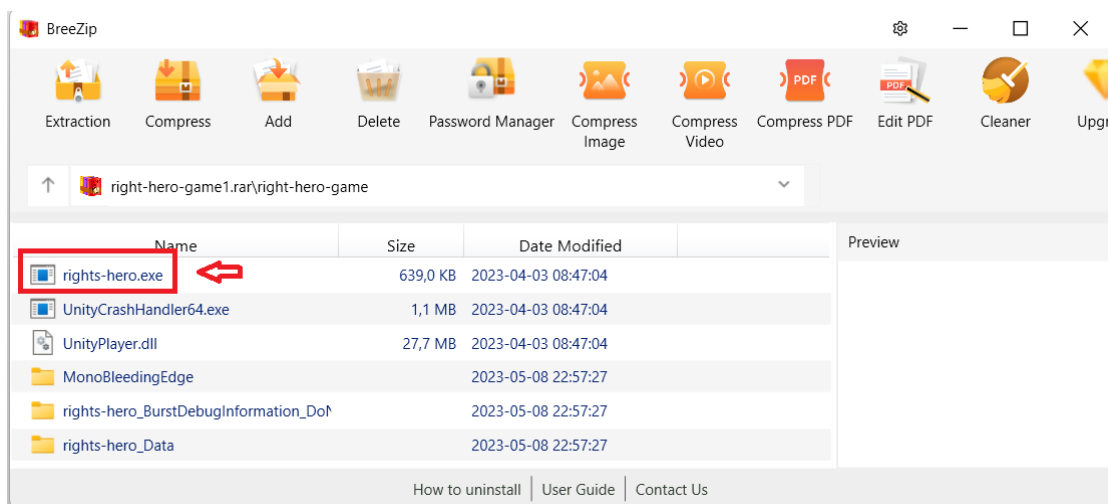 BreeZip
Extraction Compress Add Delete Password Manager Compress Image Compress Video Compress PDF Edit PDF Cleaner Upgr
PDF PDF
right-hero-game1.rar\right-hero-game
Name Size Date Modified Preview
rights-hero.exe 639,0 KB 2023-04-03 08:47:04
UnityCrashHandler64.exe 1,1 MB 2023-04-03 08:47:04
UnityPlayer.dll 27,7 MB 2023-04-03 08:47:04
MonoBleedingEdge 2023-05-08 22:57:27
rights-hero_BurstDebugInformation_DoN 2023-05-08 22:57:27
rights-hero_Data 2023-05-08 22:57:27
How to uninstall User Guide Contact Us